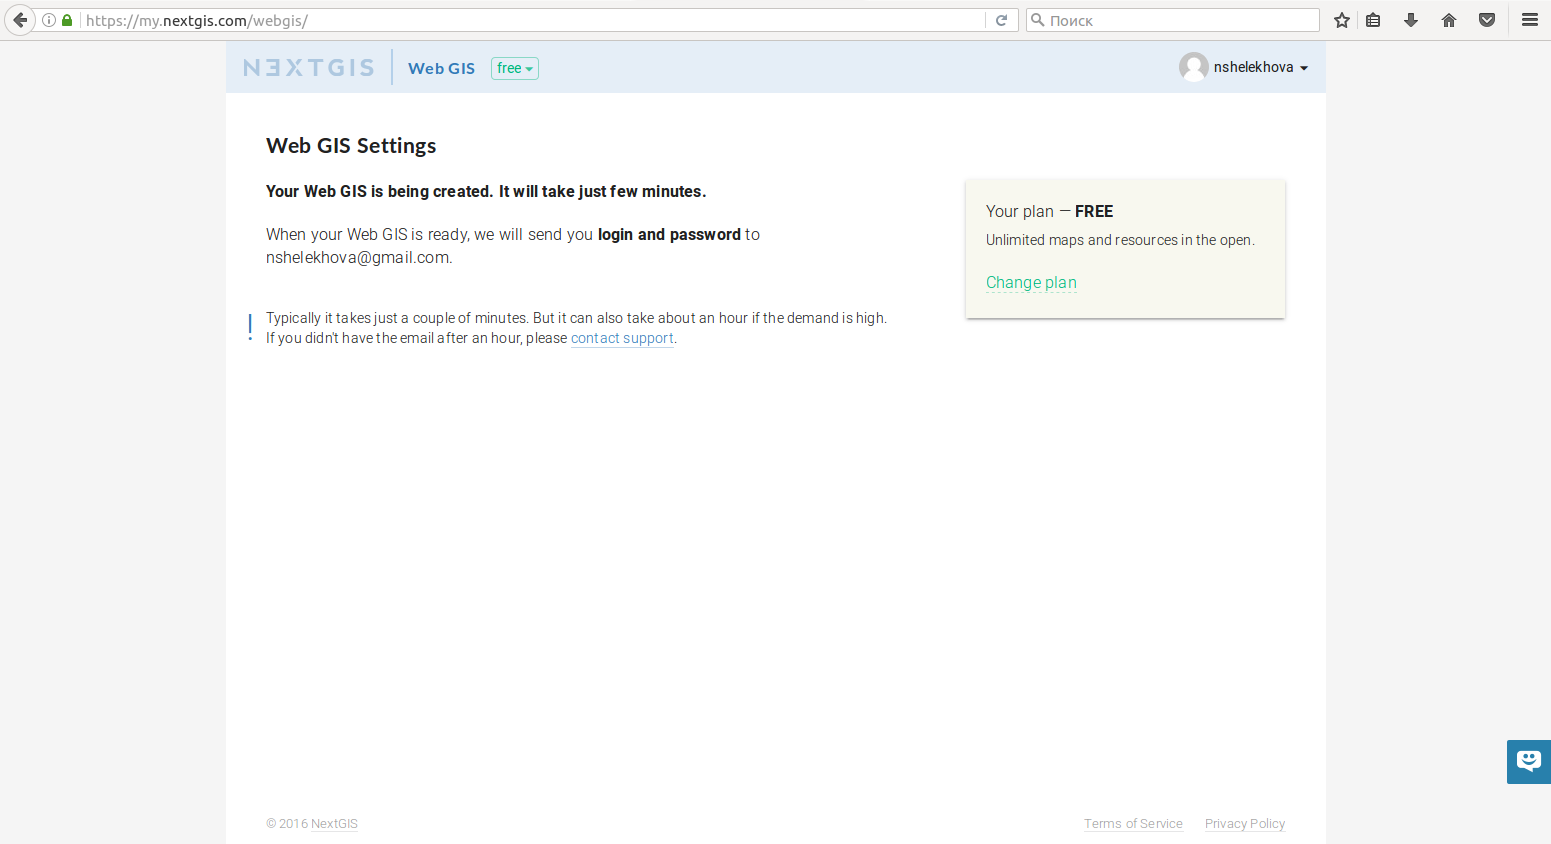 https://my.nextgis.com/webgis/
Поиск
NEXTGIS
Web GIS
free
nshelekhova
Web GIS Settings
Your Web GIS is being created. It will take just few minutes.
When your Web GIS is ready, we will send you login and password to
nshelekhova@gmail.com.
Your plan — FREE
Unlimited maps and resources in the open.
Change plan
! Typically it takes just a couple of minutes. But it can also take about an hour if the demand is high.
If you didn't have the email after an hour, please contact support.
© 2016 NextGIS
Terms of Service
Privacy Policy